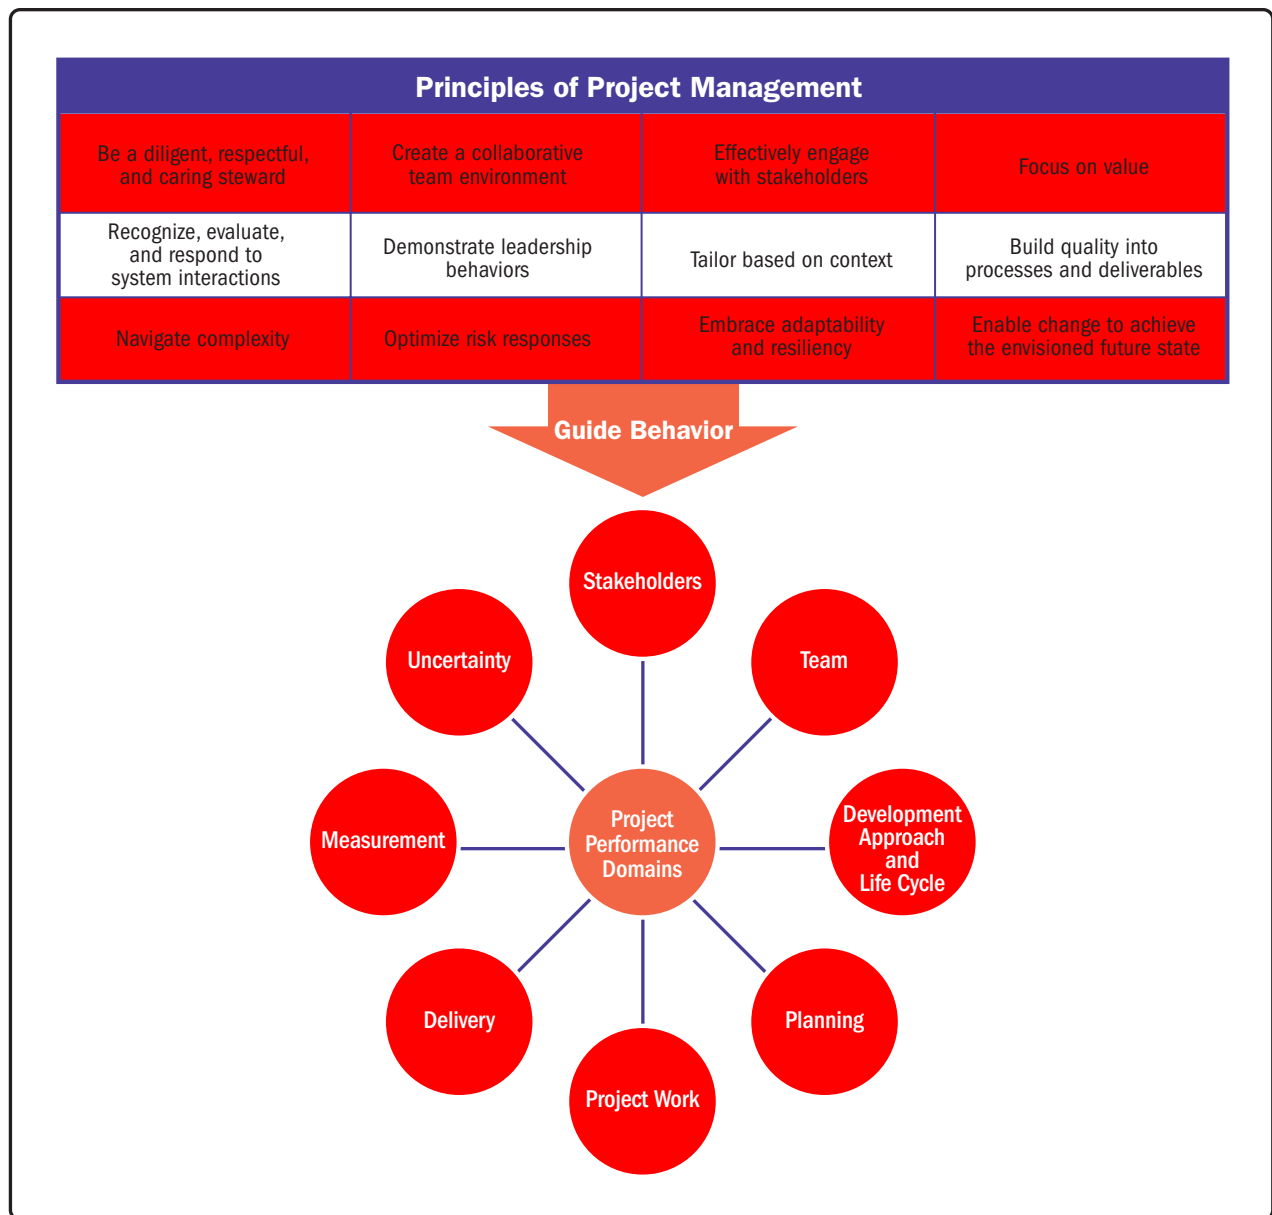 Principles of Project Management
Be a diligent, respectful,
and caring steward
Create a collaborative
team environment
Effectively engage
with stakeholders
Focus on value
Recognize, evaluate,
and respond to
system interactions
Demonstrate leadership
behaviors
Tailor based on context
Build quality into
processes and deliverables
Navigate complexity
Optimize risk responses
Embrace adaptability
and resiliency
Enable change to achieve
the envisioned future state
Guide Behavior
Stakeholders
Uncertainty
Team
Measurement
Project
Performance
Domains
Development
Approach
and
Life Cycle
Delivery
Planning
Project Work